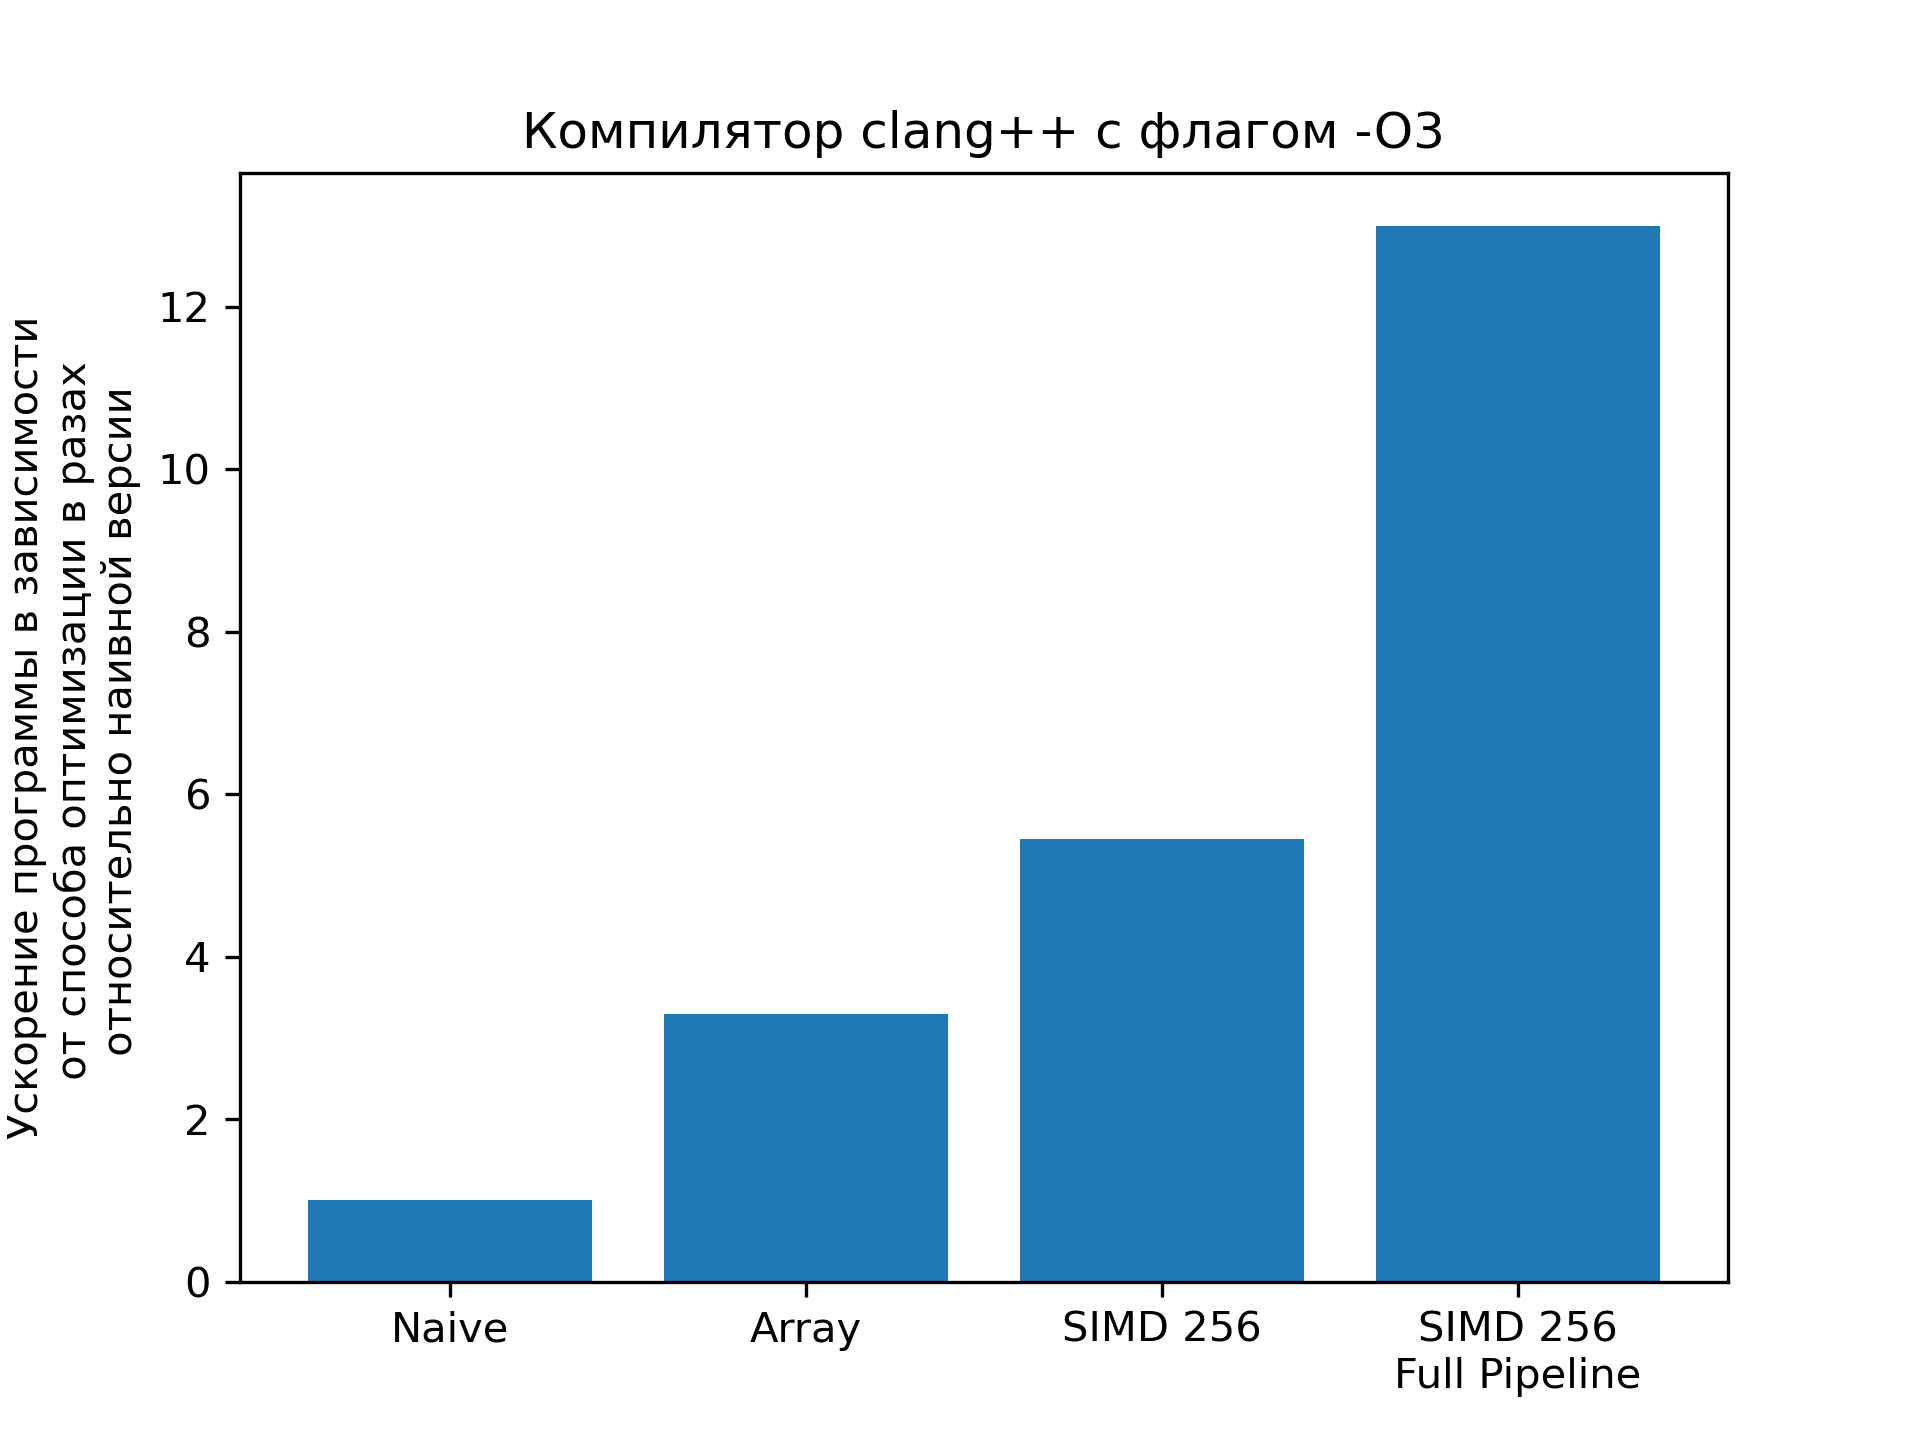 Компилятор clang++ с флагом -O3
Ускорение программы в зависимости
от способа оптимизации в разах
относительно наивной версии
12
10
8
6
4
2
0
Naive
Array
SIMD 256
SIMD 256
Full Pipeline